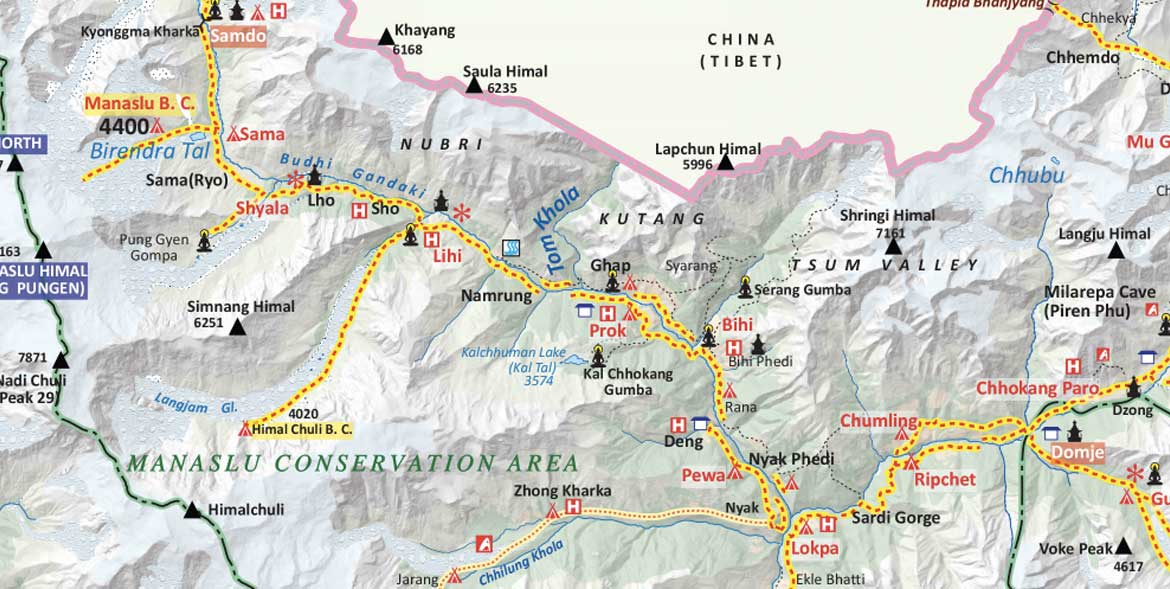 Thapla Bhanjyang
Kyonggma Kharka
Samdo
Khayang
6168
CHINA
(TIBET)
Chhekya
Chhemdo
Saula Himal
6235
Manaslu B. C.
4400
Sama
Birendra Tal
NUBRI
Lapchun Himal
5996
Mu G
ORTH
Budhi Gandaki
Sama(Ryo)
Lho
Shyala
Sho
Tom Khola
KUTANG
Chhubu
Shringi Himal
7161
Langju Himal
Pung Gyen
Gompa
Lihi
163
ASLU HIMAL
G PUNGEN)
Ghap
Syarang
TSUM VALLEY
Serang Gumba
Namrung
Milarepa Cave
(Piren Phu)
Simnang Himal
6251
Prok
Bihi
Bihi Phedi
Kalchhuman Lake
(Kal Tal)
3574
Kal Chhokang
Gumba
7871
Nadi Chuli
Peak 29)
Chhokang Paro
Dzong
Langjam Gl.
4020
Himal Chuli B. C.
Rana
Deng
Chumling
Domje
MANASLU CONSERVATION AREA
Pewa
Nyak Phedi
Ripchet
Gu
Zhong Kharka
Himalchuli
Nyak
Sardi Gorge
Lokpa
Voke Peak
4617
Chhilung Khola
Jarang
Ekle Bhatti